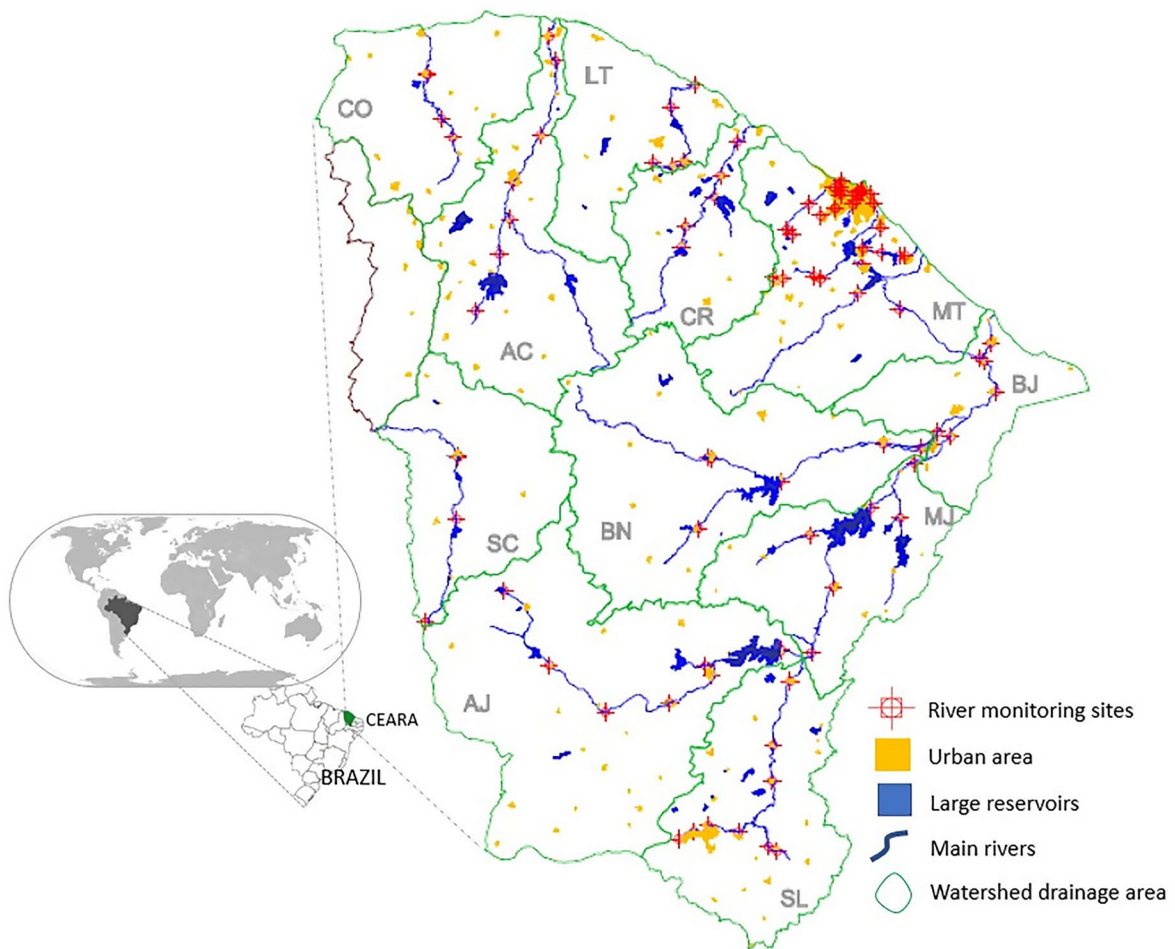 LT
CO
CR
MT
AC
BJ
BN
MJ
SC
AJ
CEARA
BRAZIL
SL
River monitoring sites
Urban area
Large reservoirs
Main rivers
Watershed drainage area